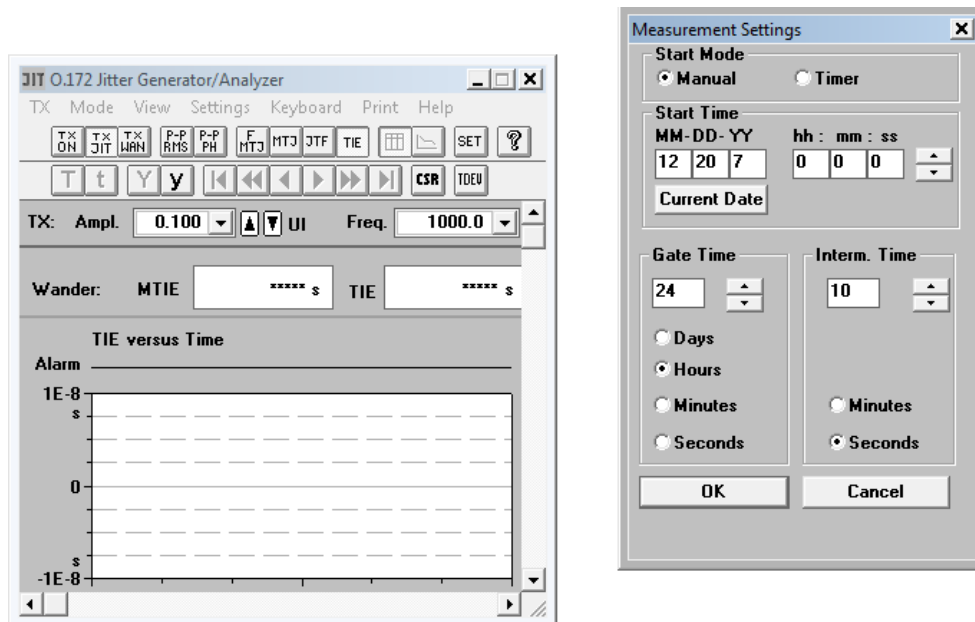 JIT O.172 Jitter Generator/Analyzer
TX Mode View Settings Keyboard Print Help
TX ON TX JIT TX WAN P-P RMS P-P PH F MTJ MTJ JTF TIE SET ?
T t Y y CSR TDEV
TX: Ampl. 0.100 UI Freq. 1000.0
Wander: MTIE ***** s TIE ***** s
TIE versus Time
Alarm
1E-8
s
0
s
-1E-8
Measurement Settings
Start Mode
Manual Timer
Start Time
MM-DD-YY hh : mm : ss
12 20 7 0 0 0
Current Date
Gate Time Interm. Time
24 10
Days
Hours
Minutes Minutes
Seconds Seconds
OK Cancel